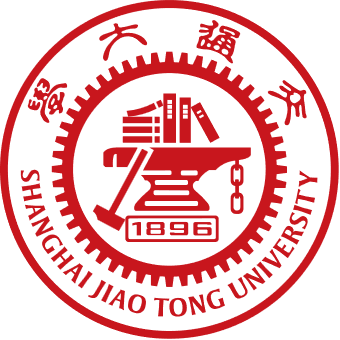 交通大學
1896
SHANGHAI JIAO TONG UNIVERSITY